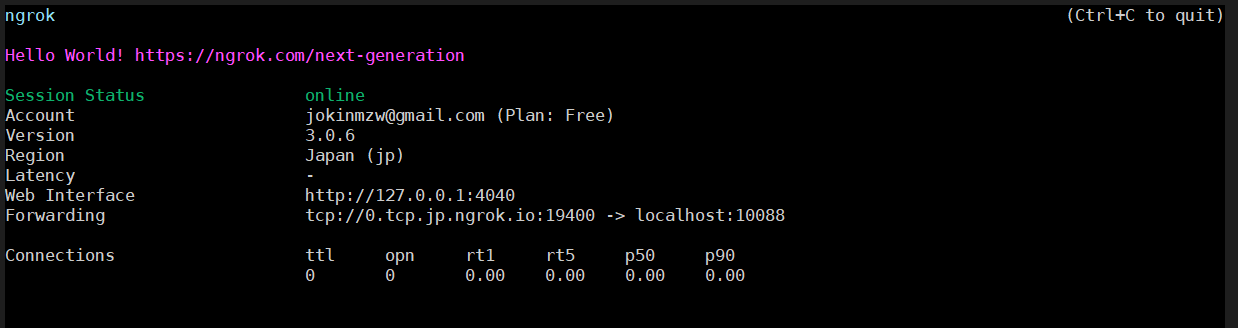 ngrok (Ctrl+C to quit)
Hello World! https://ngrok.com/next-generation
Session Status online
Account jokinmzw@gmail.com (Plan: Free)
Version 3.0.6
Region Japan (jp)
Latency -
Web Interface http://127.0.0.1:4040
Forwarding tcp://0.tcp.jp.ngrok.io:19400 -> localhost:10088
Connections ttl opn rt1 rt5 p50 p90
0 0 0.00 0.00 0.00 0.00